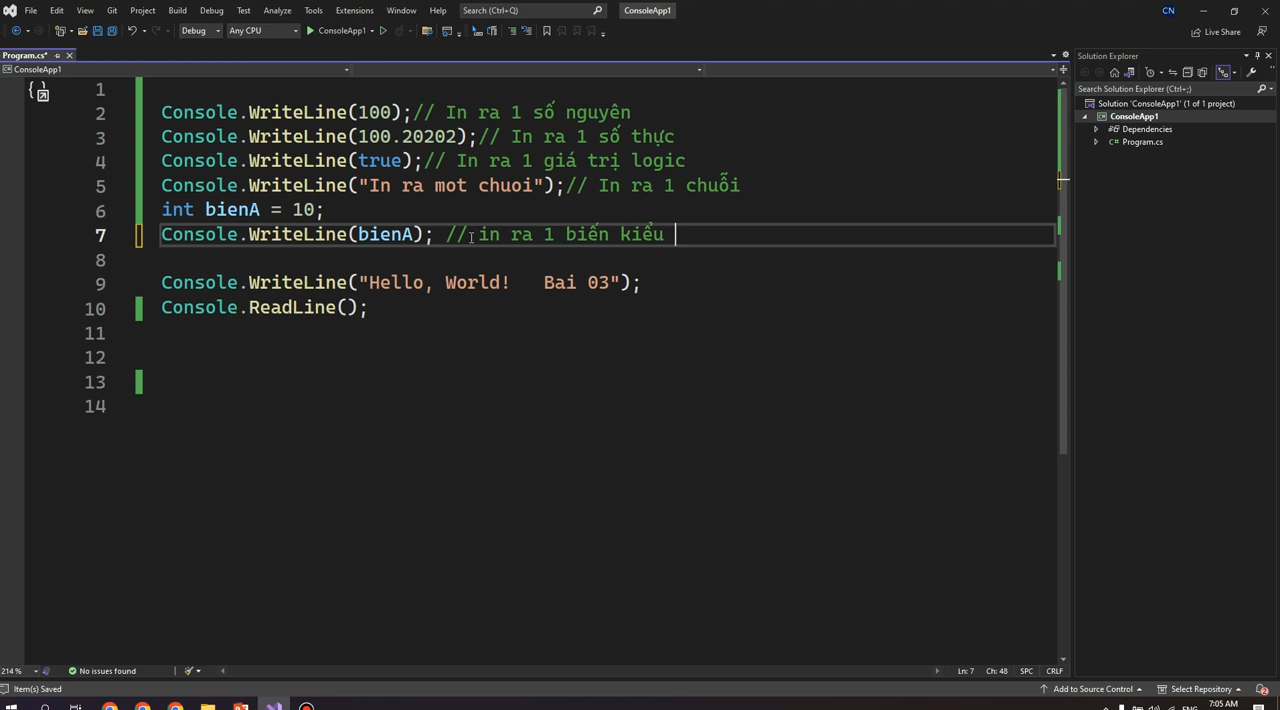 File Edit View Git Project Build Debug Test Analyze Tools Extensions Window Help Search (Ctrl+Q) ConsoleApp1 CN
Debug Any CPU ConsoleApp1 Live Share
Program.cs* Solution Explorer
ConsoleApp1
Search Solution Explorer (Ctrl+;)
Solution 'ConsoleApp1' (1 of 1 project)
ConsoleApp1
Dependencies
Program.cs
1
2 Console.WriteLine(100);// In ra 1 số nguyên
3 Console.WriteLine(100.20202);// In ra 1 số thực
4 Console.WriteLine(true);// In ra 1 giá trị logic
5 Console.WriteLine("In ra mot chuoi");// In ra 1 chuỗi
6 int bienA = 10;
7 Console.WriteLine(bienA); // in ra 1 biến kiểu
8
9 Console.WriteLine("Hello, World!   Bai 03");
10 Console.ReadLine();
11
12
13
14
214 % No issues found Ln: 7 Ch: 48 SPC CRLF
Item(s) Saved Add to Source Control Select Repository 2
ENG 7:05 AM